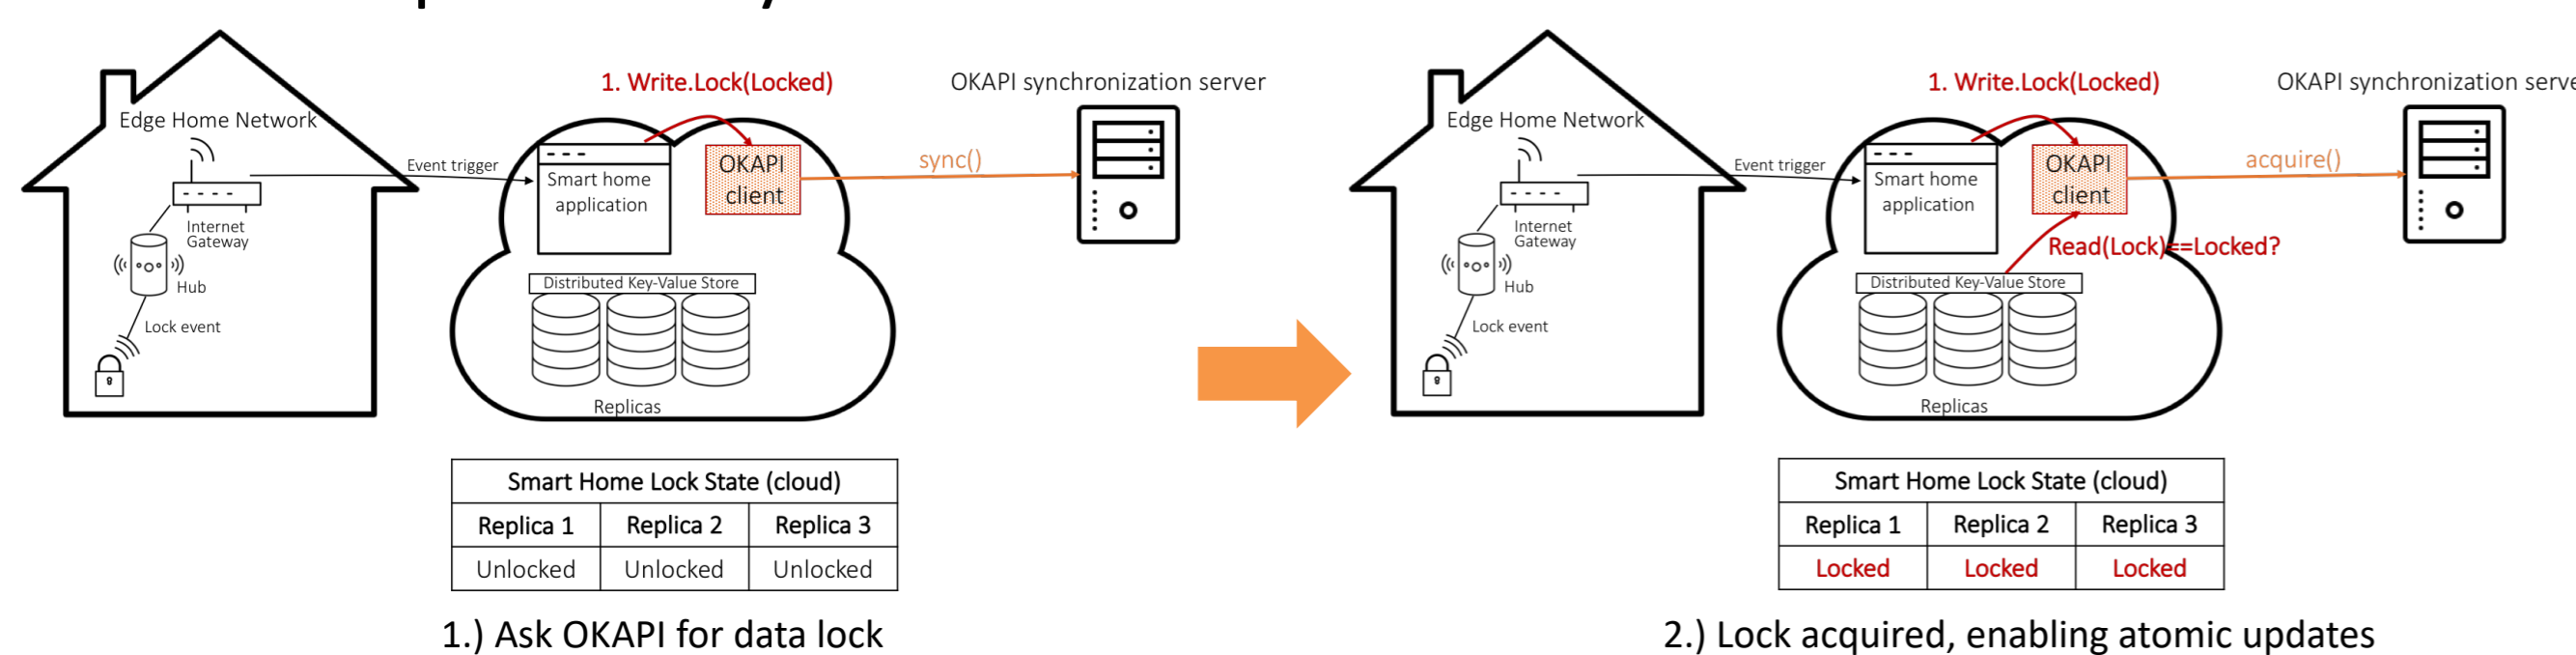 1. Write.Lock(Locked)
OKAPI synchronization server
Edge Home Network
Event trigger
Smart home
application
OKAPI
client
sync()
Internet
Gateway
Hub
Lock event
Distributed Key-Value Store
Replicas
Smart Home Lock State (cloud)
Replica 1 Replica 2 Replica 3
Unlocked Unlocked Unlocked
1.) Ask OKAPI for data lock
1. Write.Lock(Locked)
OKAPI synchronization serve
Edge Home Network
Event trigger
Smart home
application
OKAPI
client
acquire()
Read(Lock)==Locked?
Internet
Gateway
Hub
Lock event
Distributed Key-Value Store
Replicas
Smart Home Lock State (cloud)
Replica 1 Replica 2 Replica 3
Locked Locked Locked
2.) Lock acquired, enabling atomic updates